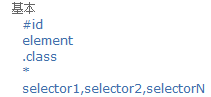 基本
#id
element
.class
*
selector1,selector2,selectorN